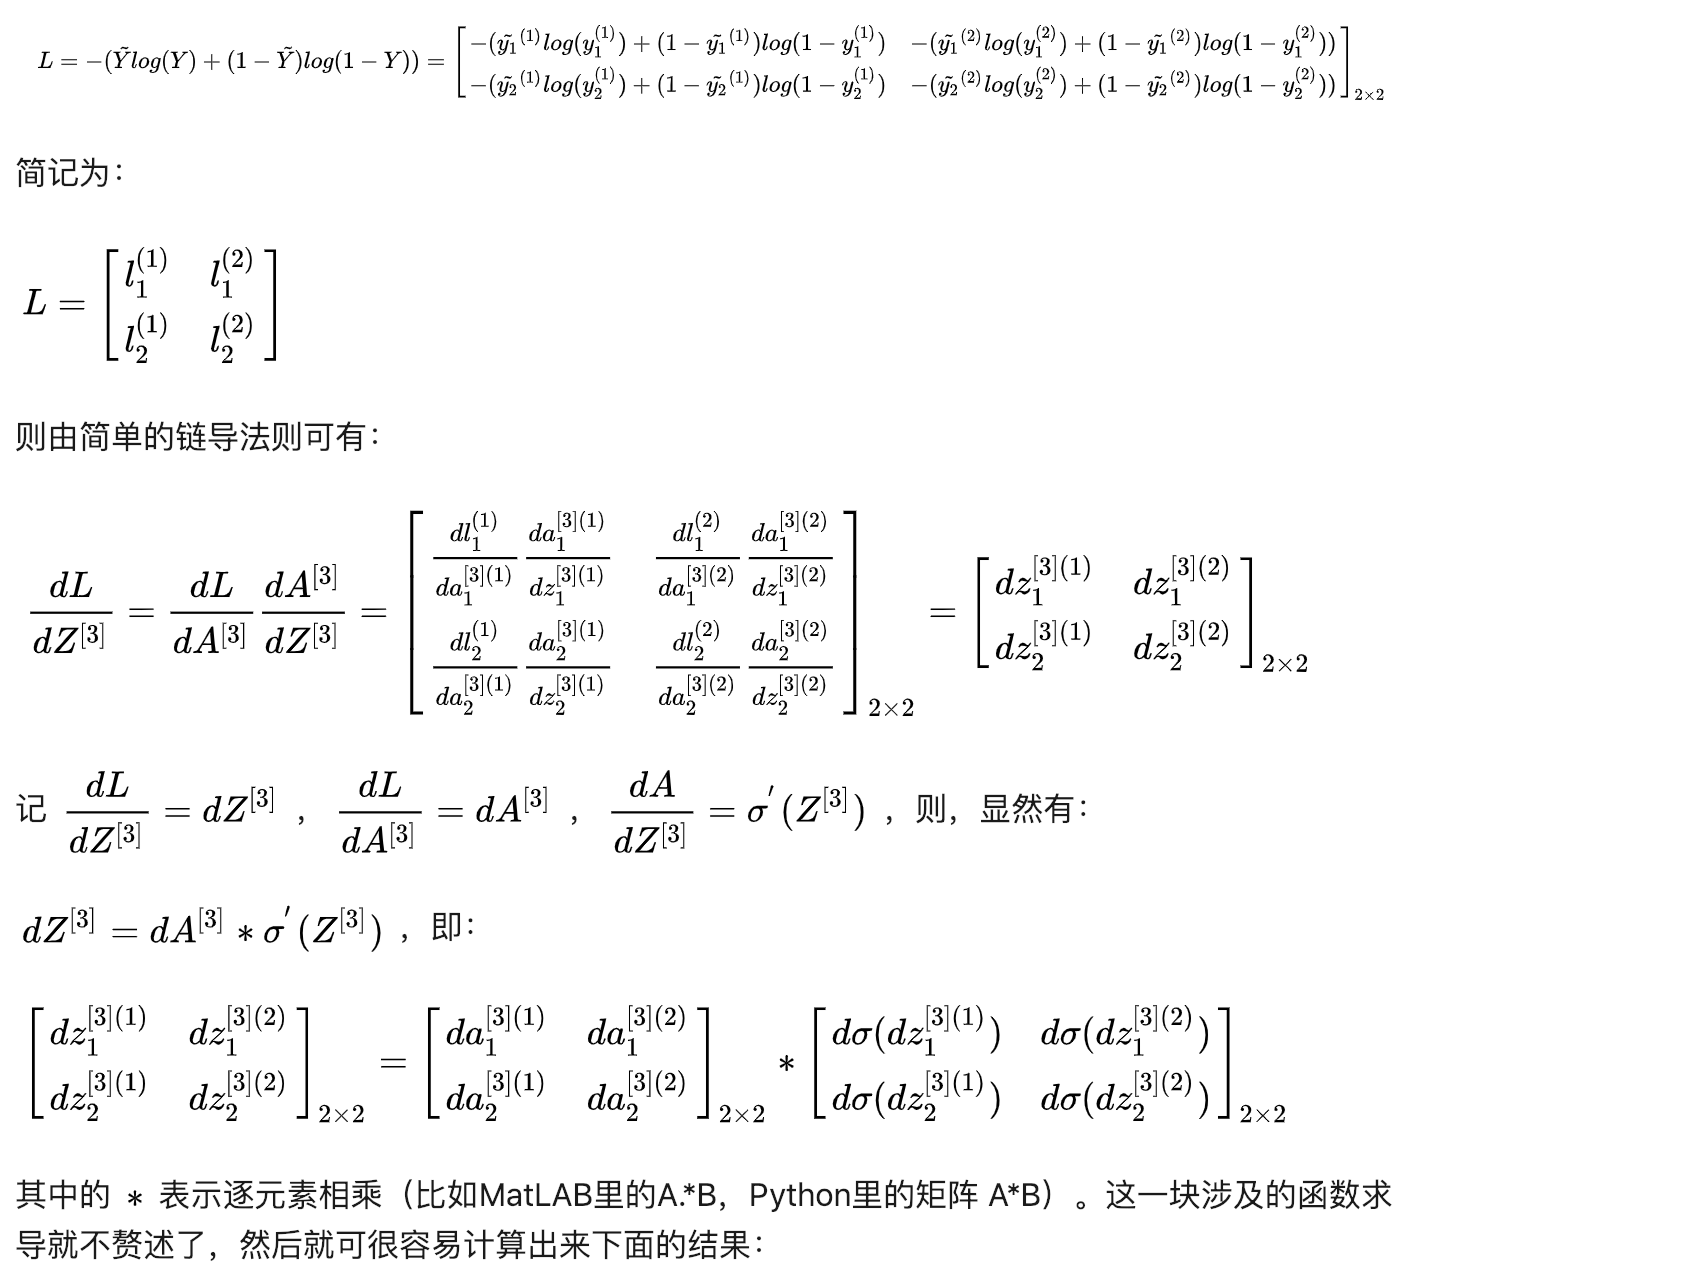 $L = -(\tilde{Y}log(Y) + (1 - \tilde{Y})log(1 - Y)) = \begin{bmatrix} -(\tilde{y_1}^{(1)}log(y_1^{(1)}) + (1 - \tilde{y_1}^{(1)})log(1 - y_1^{(1)}) & -(\tilde{y_1}^{(2)}log(y_1^{(2)}) + (1 - \tilde{y_1}^{(2)})log(1 - y_1^{(2)})) \\ -(\tilde{y_2}^{(1)}log(y_2^{(1)}) + (1 - \tilde{y_2}^{(1)})log(1 - y_2^{(1)}) & -(\tilde{y_2}^{(2)}log(y_2^{(2)}) + (1 - \tilde{y_2}^{(2)})log(1 - y_2^{(2)})) \end{bmatrix}_{2 \times 2}$
简记为：
$L = \begin{bmatrix} l_1^{(1)} & l_1^{(2)} \\ l_2^{(1)} & l_2^{(2)} \end{bmatrix}$
则由简单的链导法则可有：
$\frac{dL}{dZ^{[3]}} = \frac{dL}{dA^{[3]}} \frac{dA^{[3]}}{dZ^{[3]}} = \begin{bmatrix} \frac{dl_1^{(1)}}{da_1^{[3](1)}} \frac{da_1^{[3](1)}}{dz_1^{[3](1)}} & \frac{dl_1^{(2)}}{da_1^{[3](2)}} \frac{da_1^{[3](2)}}{dz_1^{[3](2)}} \\ \frac{dl_2^{(1)}}{da_2^{[3](1)}} \frac{da_2^{[3](1)}}{dz_2^{[3](1)}} & \frac{dl_2^{(2)}}{da_2^{[3](2)}} \frac{da_2^{[3](2)}}{dz_2^{[3](2)}} \end{bmatrix}_{2 \times 2} = \begin{bmatrix} dz_1^{[3](1)} & dz_1^{[3](2)} \\ dz_2^{[3](1)} & dz_2^{[3](2)} \end{bmatrix}_{2 \times 2}$
记 $\frac{dL}{dZ^{[3]}} = dZ^{[3]}$ ， $\frac{dL}{dA^{[3]}} = dA^{[3]}$ ， $\frac{dA}{dZ^{[3]}} = \sigma^{'}(Z^{[3]})$ ，则，显然有：
$dZ^{[3]} = dA^{[3]} * \sigma^{'}(Z^{[3]})$ ，即：
$\begin{bmatrix} dz_1^{[3](1)} & dz_1^{[3](2)} \\ dz_2^{[3](1)} & dz_2^{[3](2)} \end{bmatrix}_{2 \times 2} = \begin{bmatrix} da_1^{[3](1)} & da_1^{[3](2)} \\ da_2^{[3](1)} & da_2^{[3](2)} \end{bmatrix}_{2 \times 2} * \begin{bmatrix} d\sigma(dz_1^{[3](1)}) & d\sigma(dz_1^{[3](2)}) \\ d\sigma(dz_2^{[3](1)}) & d\sigma(dz_2^{[3](2)}) \end{bmatrix}_{2 \times 2}$
其中的 $*$ 表示逐元素相乘（比如MatLAB里的A.*B，Python里的矩阵 A*B）。这一块涉及的函数求
导就不赘述了，然后就可很容易计算出来下面的结果：